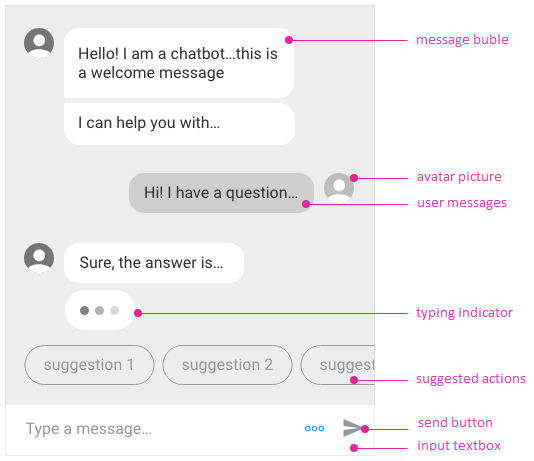 Hello! I am a chatbot...this is
a welcome message
message buble
I can help you with...
Hi! I have a question...
avatar picture
user messages
Sure, the answer is...
typing indicator
suggestion 1
suggestion 2
suggest
suggested actions
Type a message...
send button
input textbox